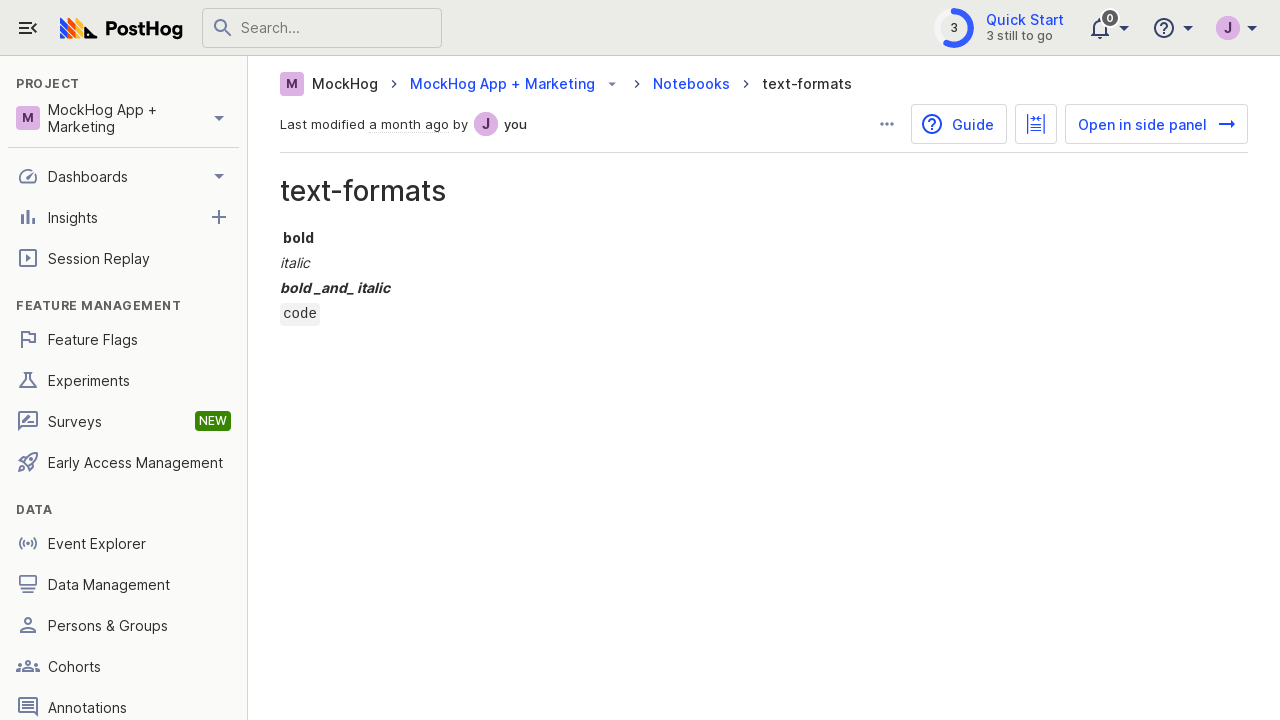 PostHog
Search...
3
Quick Start
3 still to go
0
J
PROJECT
M
MockHog App +
Marketing
Dashboards
Insights
Session Replay
FEATURE MANAGEMENT
Feature Flags
Experiments
Surveys
NEW
Early Access Management
DATA
Event Explorer
Data Management
Persons & Groups
Cohorts
Annotations
M MockHog MockHog App + Marketing Notebooks text-formats
Last modified a month ago by J you
Guide
Open in side panel
text-formats
bold
italic
bold _and_ italic
code